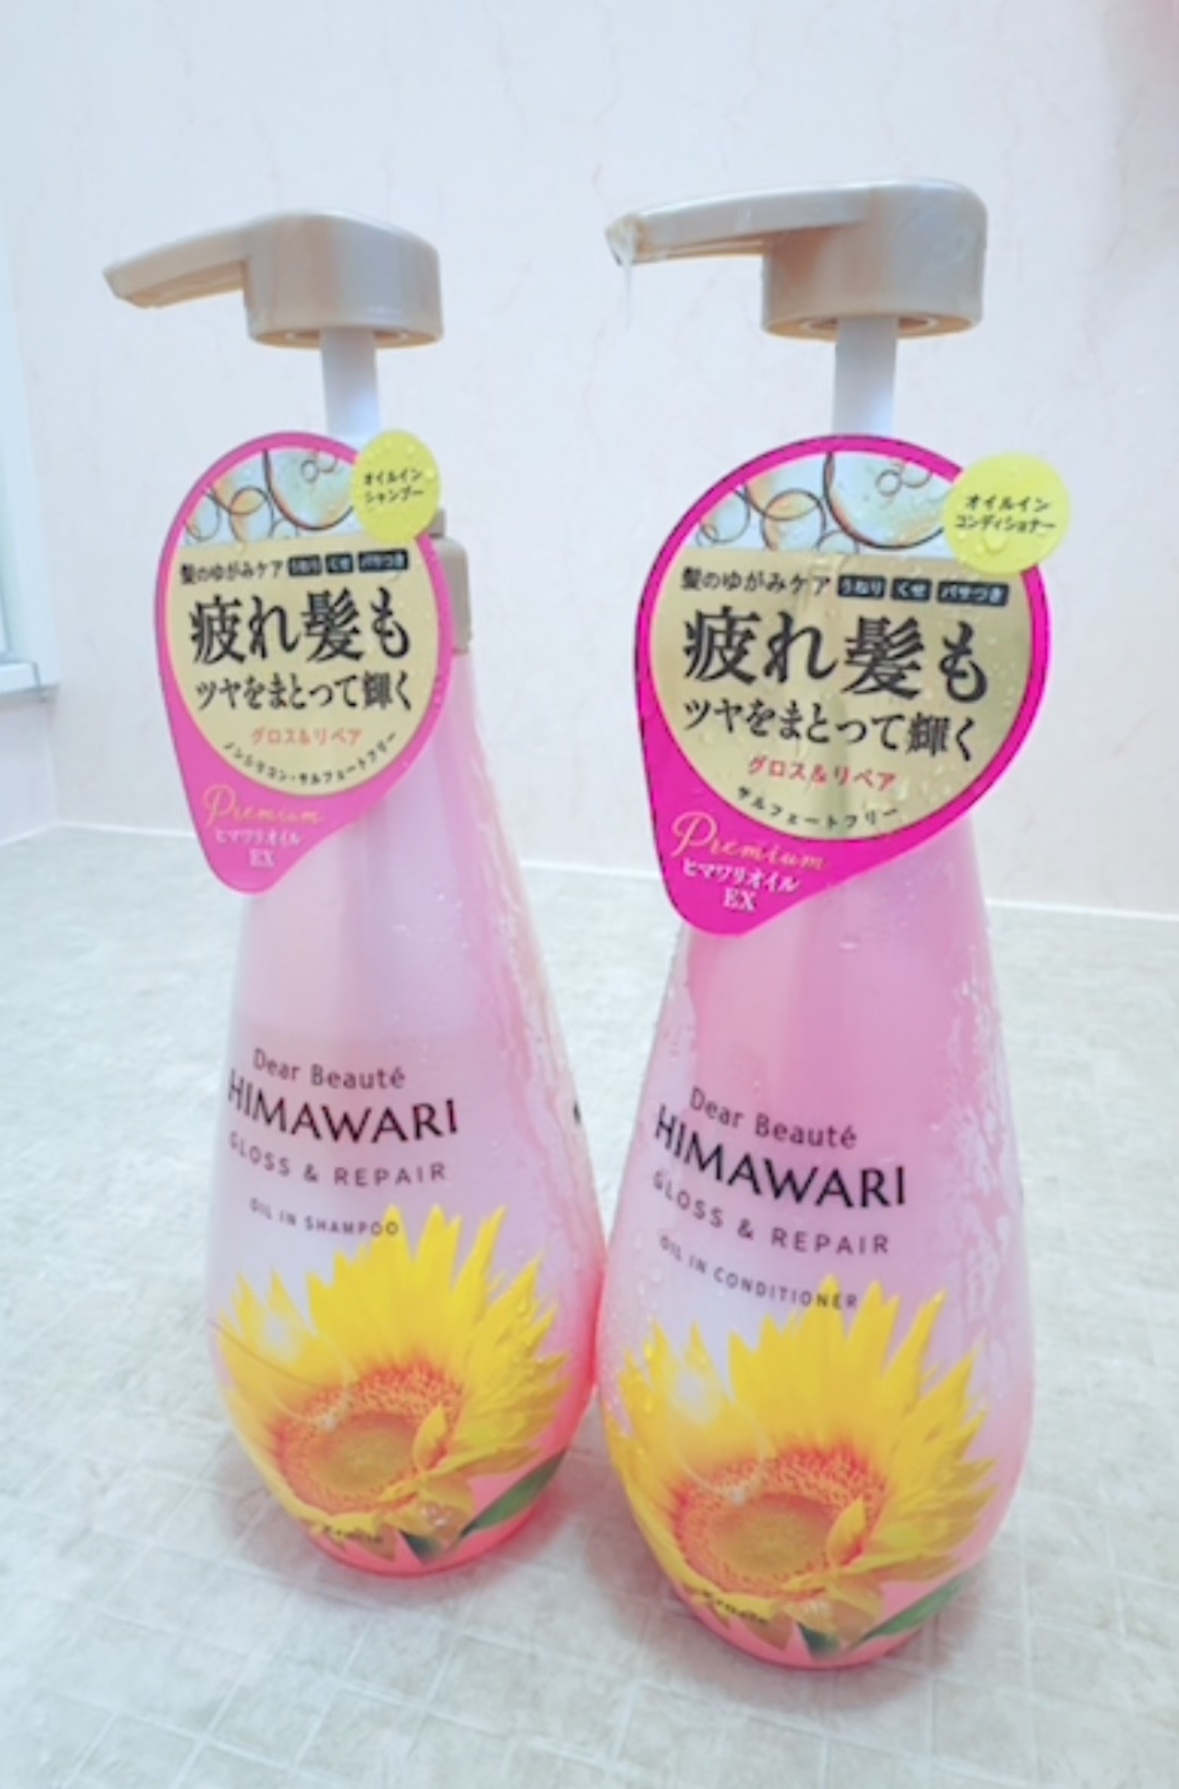 オイルイン
シャンプー
髪のゆがみケア うねり くせ パサつき
疲れ髪も
ツヤをまとって輝く
グロス&リペア
ノンシリコン・サルフェートフリー
Premium
ヒマワリオイル
EX
Dear Beauté
HIMAWARI
GLOSS & REPAIR
OIL IN SHAMPOO
Kracie
オイルイン
コンディショナー
髪のゆがみケア うねり くせ パサつき
疲れ髪も
ツヤをまとって輝く
グロス&リペア
サルフェートフリー
Premium
ヒマワリオイル
EX
Dear Beauté
HIMAWARI
GLOSS & REPAIR
OIL IN CONDITIONER
Kracie